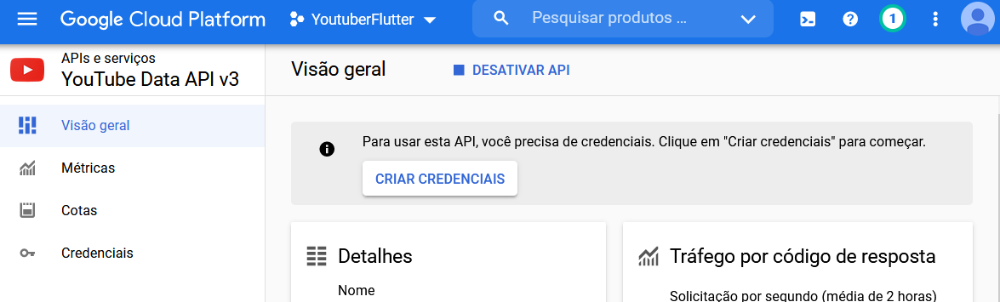 Google Cloud Platform
YoutuberFlutter
Pesquisar produtos ...
1
APIs e serviços
YouTube Data API v3
Visão geral
DESATIVAR API
Visão geral
Métricas
Cotas
Credenciais
Para usar esta API, você precisa de credenciais. Clique em "Criar credenciais" para começar.
CRIAR CREDENCIAIS
Detalhes
Nome
Tráfego por código de resposta
Solicitação por segundo (média de 2 horas)